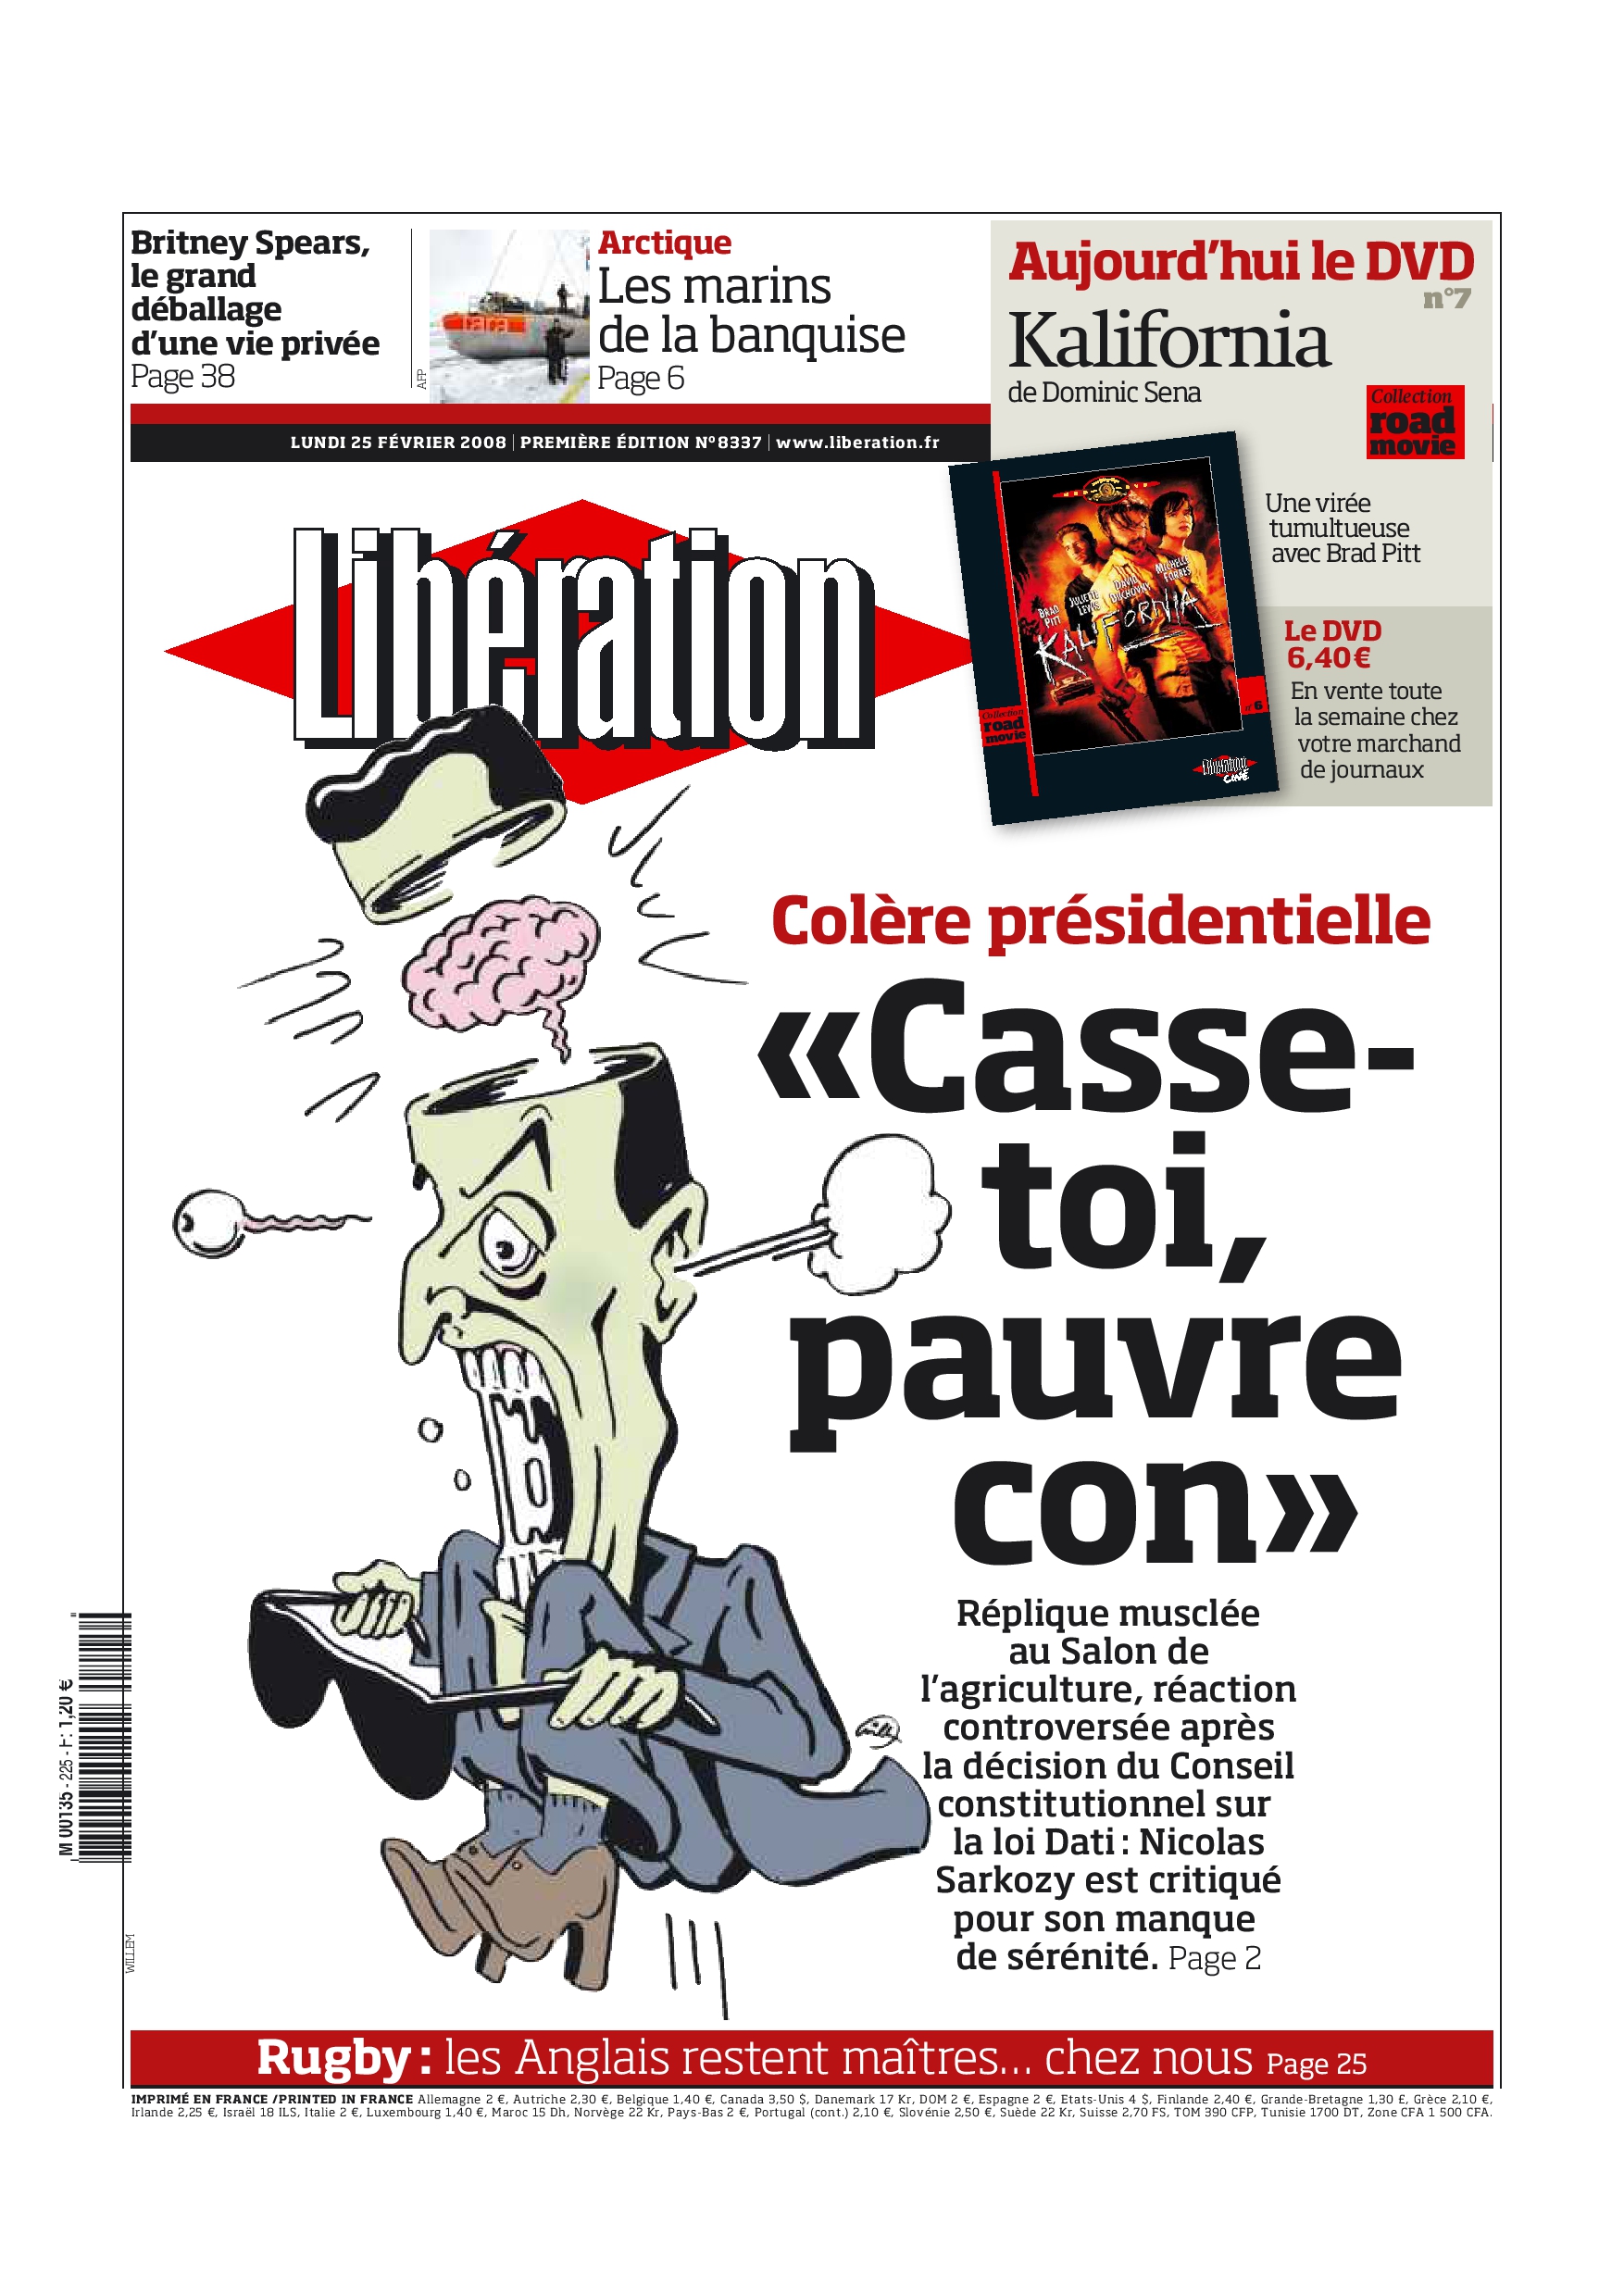 Britney Spears,
le grand
déballage
d'une vie privée
Page 38
AFP
tara
Arctique
Les marins
de la banquise
Page 6
Aujourd'hui le DVD
n°7
Kalifornia
de Dominic Sena
Collection
road
movie
LUNDI 25 FÉVRIER 2008 | PREMIÈRE ÉDITION N°8337 | www.liberation.fr
Libération
BRAD PITT
JULIETTE LEWIS
DAVID DUCHOVNY
MICHELLE FORBES
KALIFORNIA
Collection
road
movie
n°6
Libération
CINÉ
Une virée
tumultueuse
avec Brad Pitt
Le DVD
6,40€
En vente toute
la semaine chez
votre marchand
de journaux
Colère présidentielle
«Casse-
toi,
pauvre
con»
Réplique musclée
au Salon de
l'agriculture, réaction
controversée après
la décision du Conseil
constitutionnel sur
la loi Dati : Nicolas
Sarkozy est critiqué
pour son manque
de sérénité. Page 2
M 00135 - 225 - F: 1,20 €
WILLEM
Rugby : les Anglais restent maîtres... chez nous Page 25
IMPRIMÉ EN FRANCE /PRINTED IN FRANCE Allemagne 2 €, Autriche 2,30 €, Belgique 1,40 €, Canada 3,50 $, Danemark 17 Kr, DOM 2 €, Espagne 2 €, Etats-Unis 4 $, Finlande 2,40 €, Grande-Bretagne 1,30 £, Grèce 2,10 €,
Irlande 2,25 €, Israël 18 ILS, Italie 2 €, Luxembourg 1,40 €, Maroc 15 Dh, Norvège 22 Kr, Pays-Bas 2 €, Portugal (cont.) 2,10 €, Slovénie 2,50 €, Suède 22 Kr, Suisse 2,70 FS, TOM 390 CFP, Tunisie 1700 DT, Zone CFA 1 500 CFA.